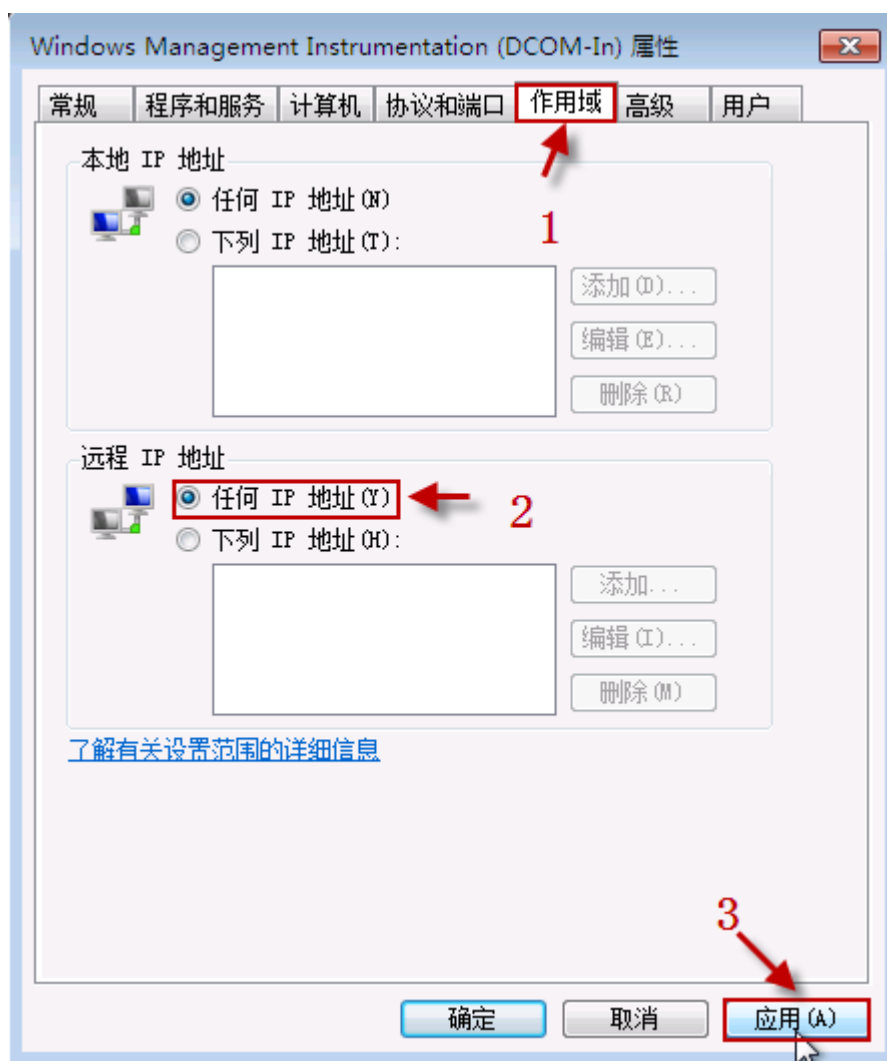 Windows Management Instrumentation (DCOM-In) 属性
常规 程序和服务 计算机 协议和端口 作用域 高级 用户
本地 IP 地址
任何 IP 地址(N)
1
下列 IP 地址(T):
添加(D)...
编辑(E)...
删除(R)
远程 IP 地址
任何 IP 地址(Y)
2
下列 IP 地址(H):
添加...
编辑(I)...
删除(M)
了解有关设置范围的详细信息
3
确定 取消 应用(A)